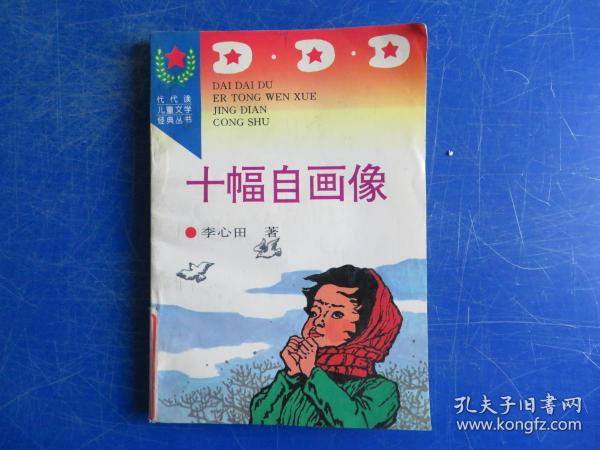 D·D·D
代代读
儿童文学
经典丛书
DAI DAI DU
ER TONG WEN XUE
JING DIAN
CONG SHU
十幅自画像
李心田 著
孔夫子旧书网
www.kongfz.com